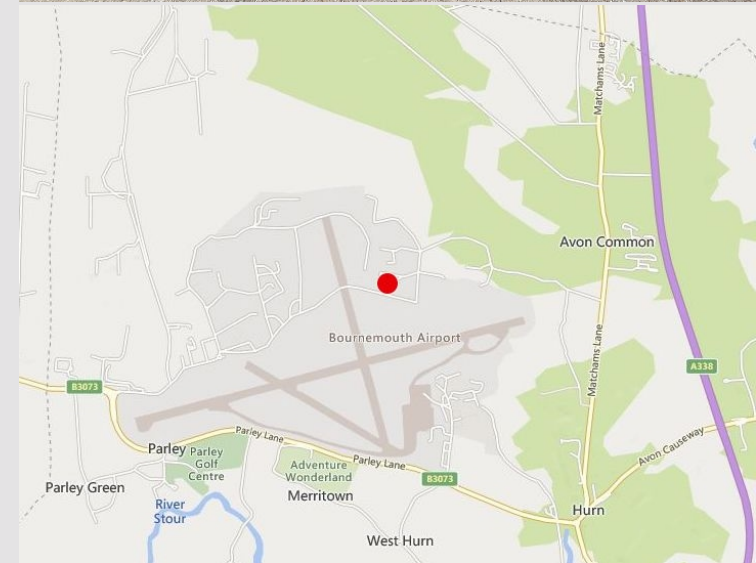 Matchams Lane
Avon Common
Bournemouth Airport
Matchams Lane
A338
B3073
Parley Lane
Parley
Parley
Golf
Centre
Avon Causeway
Adventure
Wonderland
Parley Lane
B3073
Parley Green
Merritown
River
Stour
Hurn
West Hurn